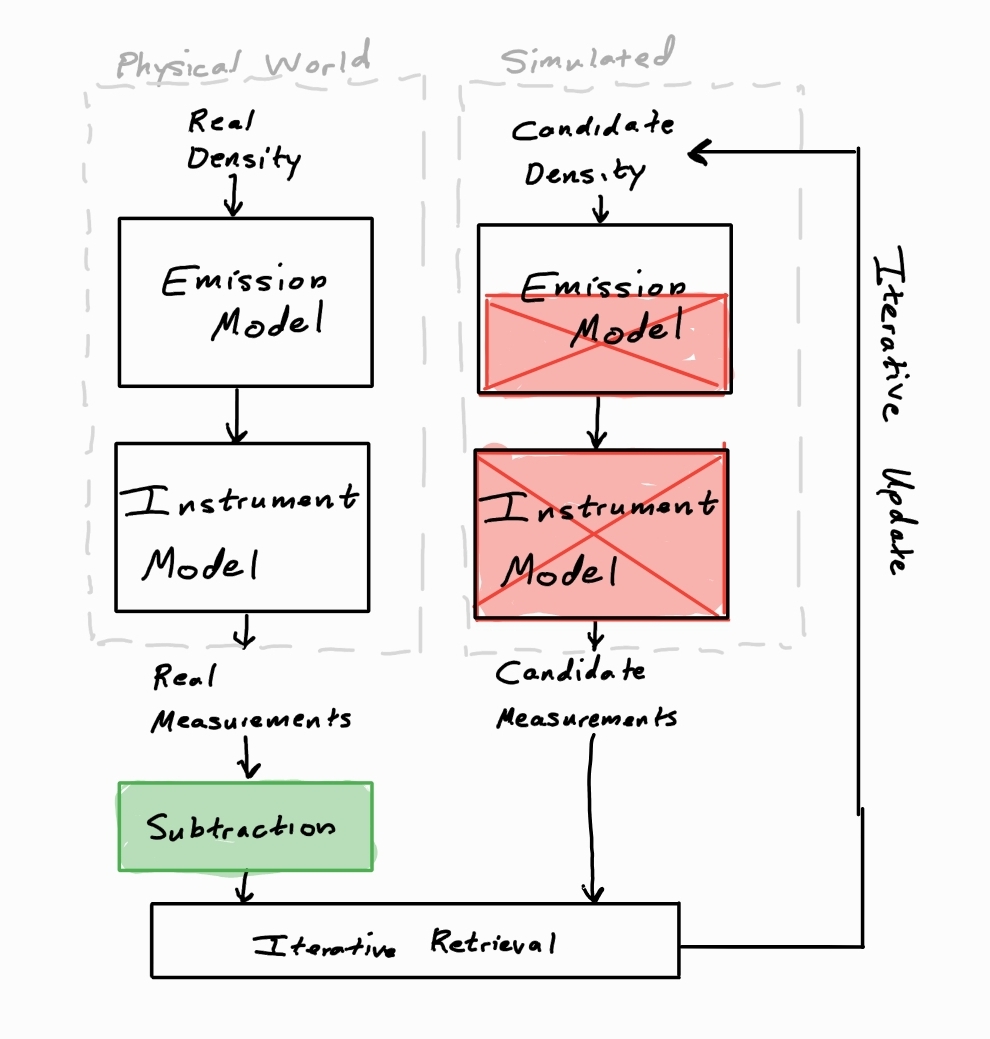 Physical World
Real
Density
Emission
Model
Instrument
Model
Real
Measurements
Subtraction
Simulated
Candidate
Density
Emission
Model
Instrument
Model
Candidate
Measurements
Iterative Retrieval
Iterative Update